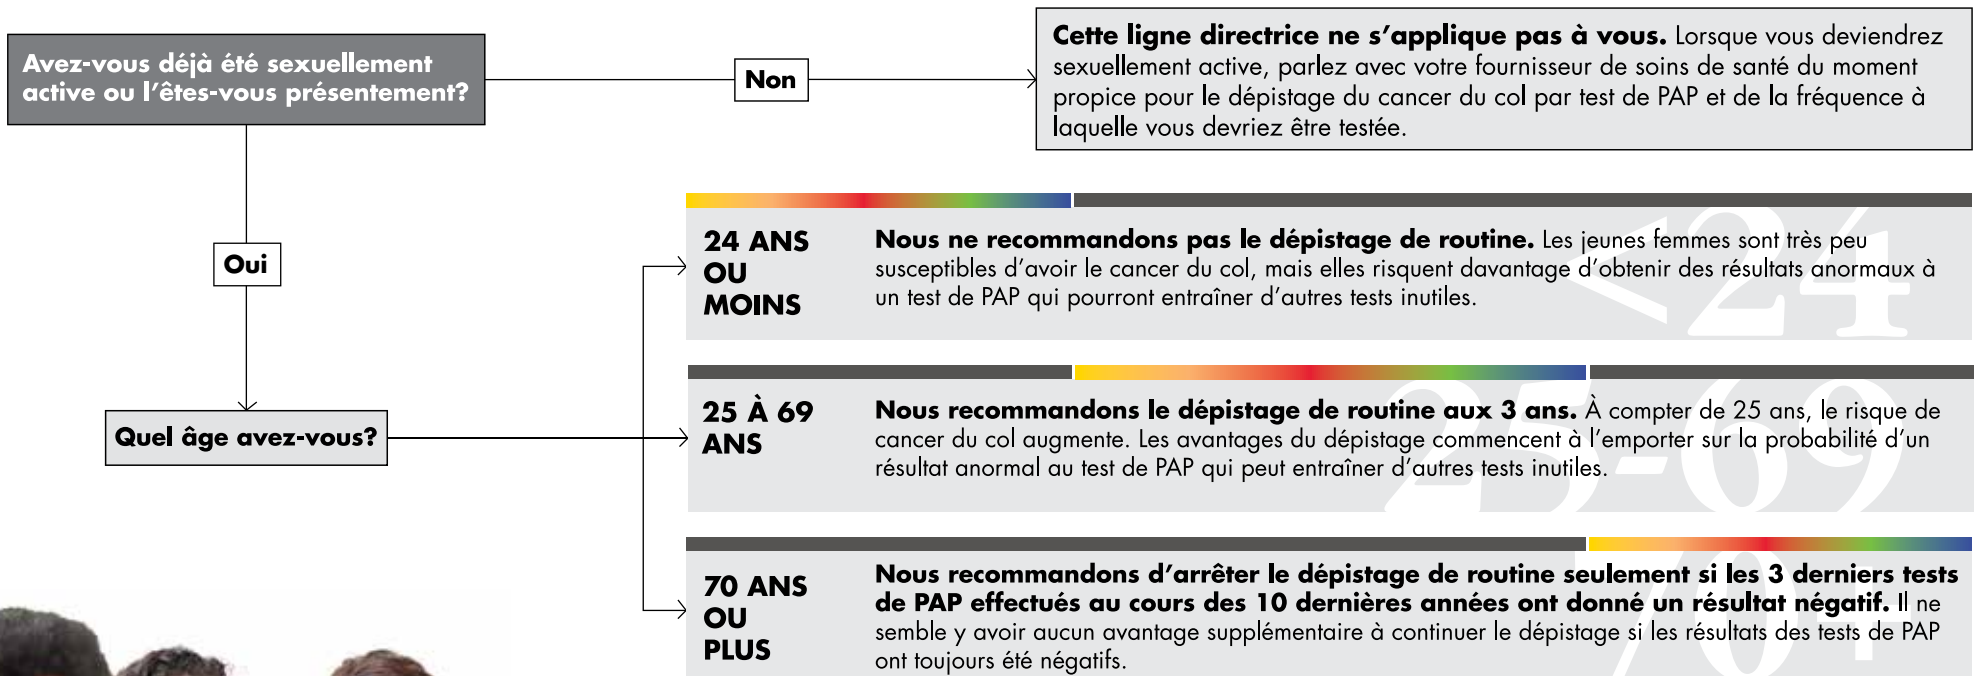 Avez-vous déjà été sexuellement
active ou l'êtes-vous présentement?
Non
Cette ligne directrice ne s'applique pas à vous. Lorsque vous deviendrez
sexuellement active, parlez avec votre fournisseur de soins de santé du moment
propice pour le dépistage du cancer du col par test de PAP et de la fréquence à
laquelle vous devriez être testée.
Oui
Quel âge avez-vous?
<24
24 ANS
OU
MOINS
Nous ne recommandons pas le dépistage de routine. Les jeunes femmes sont très peu
susceptibles d'avoir le cancer du col, mais elles risquent davantage d'obtenir des résultats anormaux à
un test de PAP qui pourront entraîner d'autres tests inutiles.
25-69
25 À 69
ANS
Nous recommandons le dépistage de routine aux 3 ans. À compter de 25 ans, le risque de
cancer du col augmente. Les avantages du dépistage commencent à l'emporter sur la probabilité d'un
résultat anormal au test de PAP qui peut entraîner d'autres tests inutiles.
70+
70 ANS
OU
PLUS
Nous recommandons d'arrêter le dépistage de routine seulement si les 3 derniers tests
de PAP effectués au cours des 10 dernières années ont donné un résultat négatif. Il ne
semble y avoir aucun avantage supplémentaire à continuer le dépistage si les résultats des tests de PAP
ont toujours été négatifs.